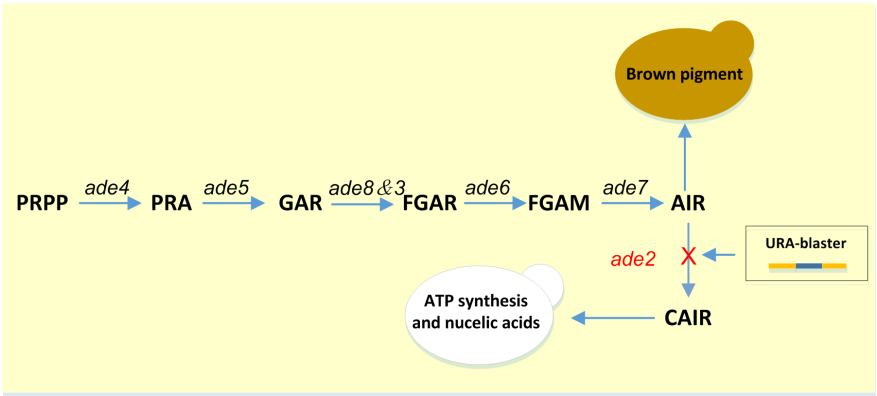 Brown pigment
ade4
ade5
ade8&3
ade6
ade7
PRPP
PRA
GAR
FGAR
FGAM
AIR
URA-blaster
ade2
X
ATP synthesis
and nucelic acids
CAIR